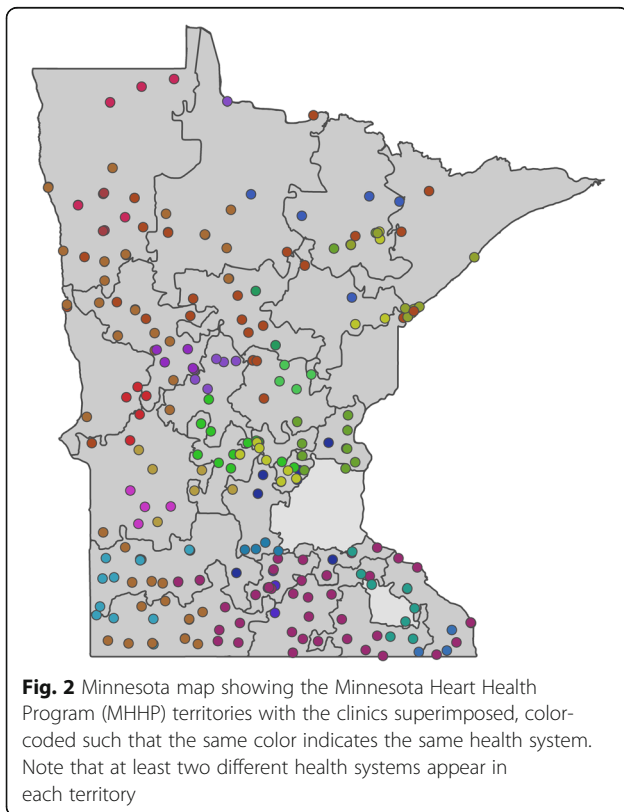 Fig. 2 Minnesota map showing the Minnesota Heart Health
Program (MHHP) territories with the clinics superimposed, color-
coded such that the same color indicates the same health system.
Note that at least two different health systems appear in
each territory